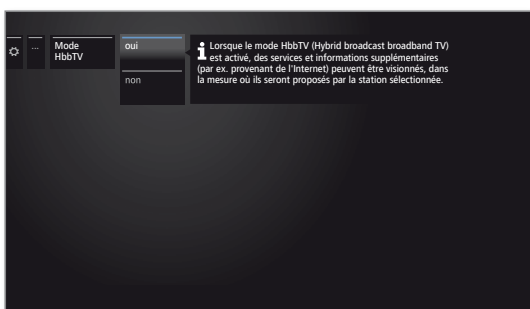 ... Mode
HbbTV
oui
non
i Lorsque le mode HbbTV (Hybrid broadcast broadband TV)
est activé, des services et informations supplémentaires
(par ex. provenant de l'Internet) peuvent être visionnés, dans
la mesure où ils seront proposés par la station sélectionnée.